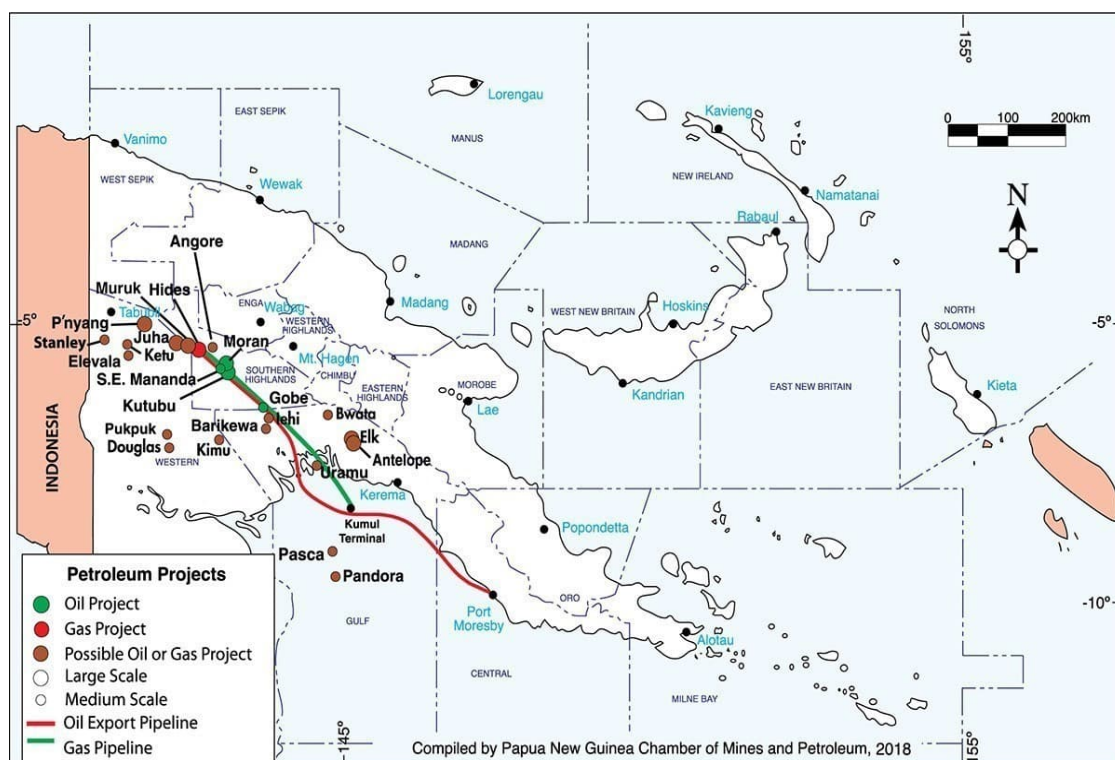 155°
Lorengau
Kavieng
EAST SEPIK
MANUS
0 100 200km
Vanimo
WEST SEPIK
Wewak
NEW IRELAND
Namatanai
N
Rabaul
Angore
MADANG
Muruk
Hides
ENGA
Madang
Tabubil
Wabag
WESTERN
HIGHLANDS
WEST NEW BRITAIN
Hoskins
NORTH
SOLOMONS
-5°
-5°
P'nyang
Stanley
Juha
Ketu
Elevala
Moran
Mt. Hagen
SOUTHERN
HIGHLANDS
CHIMBU
EASTERN
HIGHLANDS
MOROBE
S.E. Mananda
Kutubu
Gobe
Iehi
Bwata
Lae
Kandrian
EAST NEW BRITAIN
Kieta
INDONESIA
Pukpuk
Douglas
Barikewa
Kimu
WESTERN
Elk
Antelope
Uramu
Kerema
Kumul
Terminal
Popondetta
Pasca
Pandora
GULF
Port
Moresby
ORO
-10°
Alotau
CENTRAL
MILNE BAY
Petroleum Projects
Oil Project
Gas Project
Possible Oil or Gas Project
Large Scale
Medium Scale
Oil Export Pipeline
Gas Pipeline
145°
Compiled by Papua New Guinea Chamber of Mines and Petroleum, 2018
155°